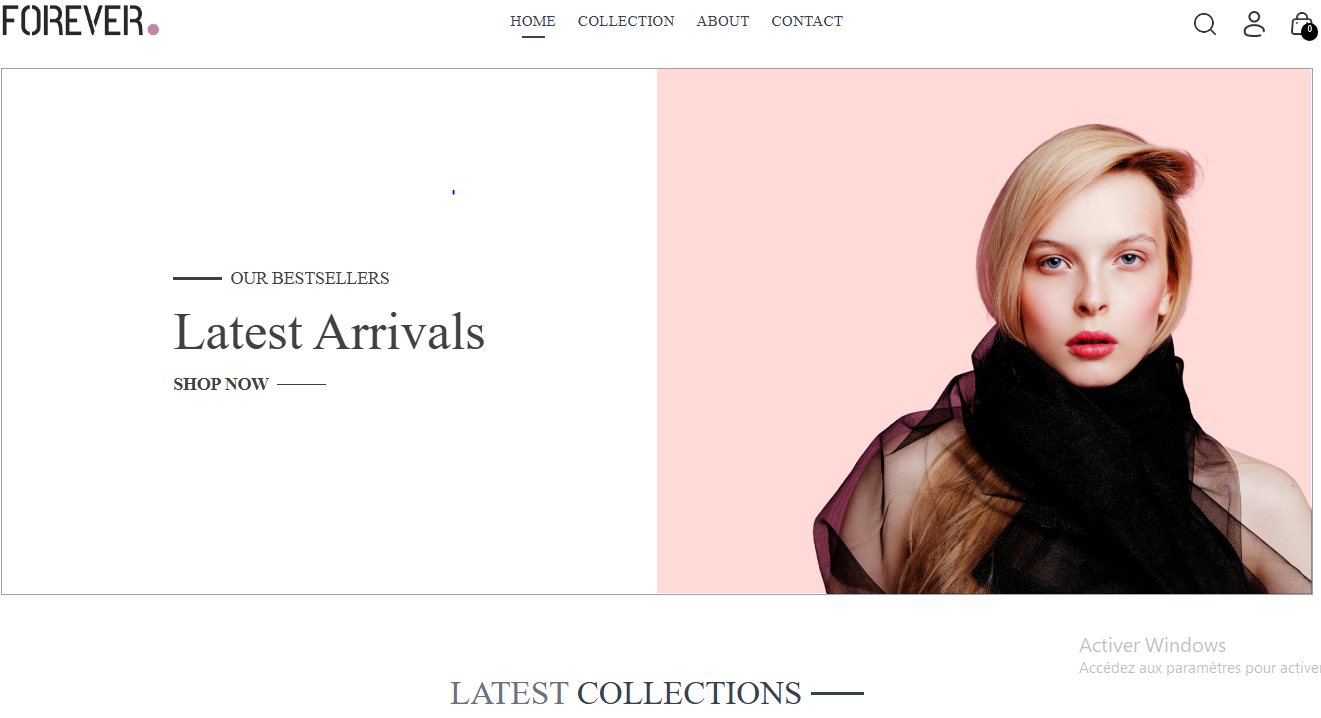 FOREVER.
HOME COLLECTION ABOUT CONTACT
0
OUR BESTSELLERS
Latest Arrivals
SHOP NOW
Activer Windows
Accédez aux paramètres pour activer
LATEST COLLECTIONS